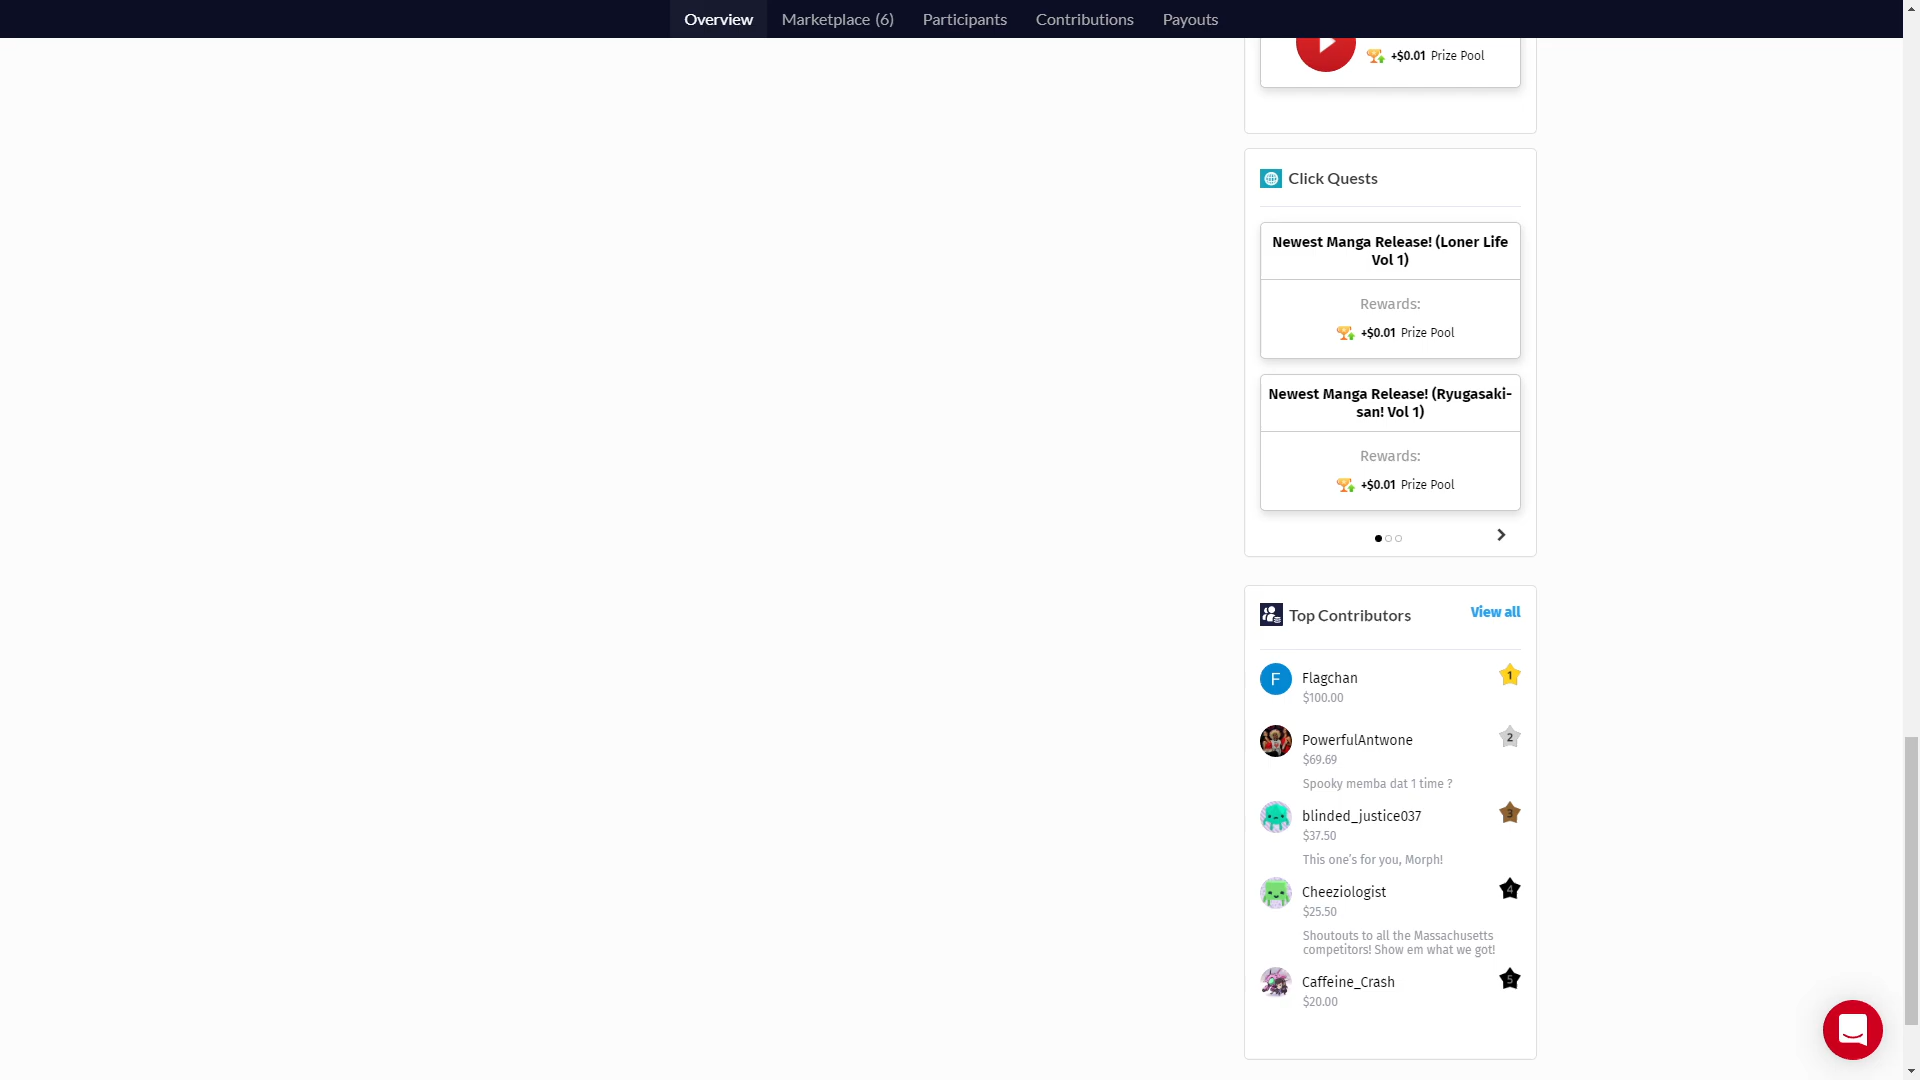 Overview
Marketplace (6)
Participants
Contributions
Payouts
+$0.01 Prize Pool
Click Quests
Newest Manga Release! (Loner Life
Vol 1)
Rewards:
+$0.01 Prize Pool
Newest Manga Release! (Ryugasaki-
san! Vol 1)
Rewards:
+$0.01 Prize Pool
Top Contributors
View all
F
Flagchan
1
$100.00
PowerfulAntwone
2
$69.69
Spooky memba dat 1 time ?
blinded_justice037
3
$37.50
This one's for you, Morph!
Cheeziologist
4
$25.50
Shoutouts to all the Massachusetts
competitors! Show em what we got!
Caffeine_Crash
5
$20.00